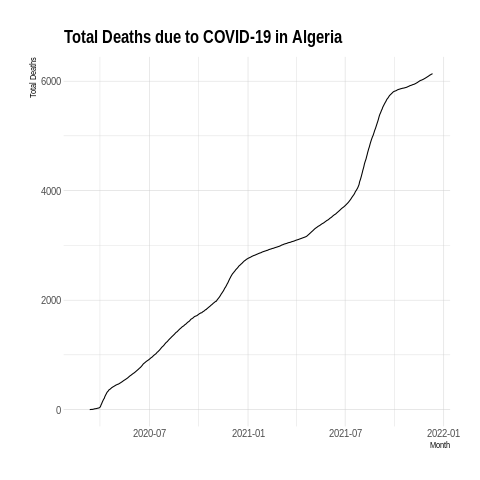 Total Deaths due to COVID-19 in Algeria
Total Deaths
6000
4000
2000
0
2020-07
2021-01
2021-07
2022-01
Month